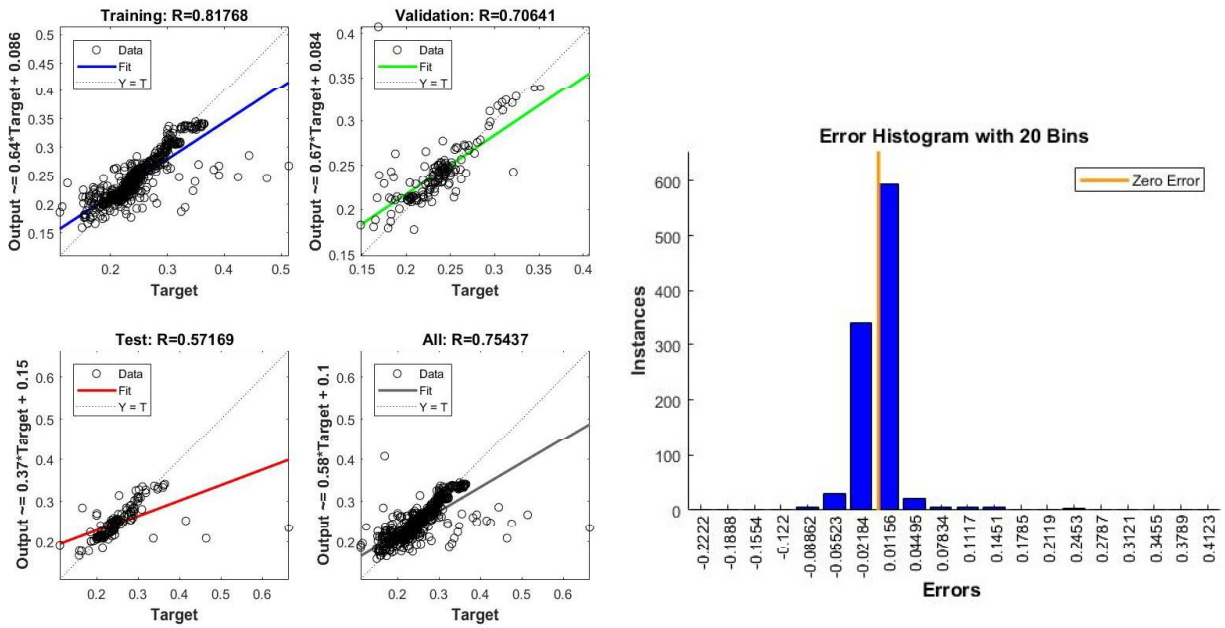 Training: R=0.81768
Output ~= 0.64*Target + 0.086
0.5
0.4
0.35
0.3
0.25
0.2
0.15
Data
Fit
Y = T
0.2
0.3
0.4
0.5
Target
Validation: R=0.70641
Output ~= 0.67*Target + 0.084
0.4
0.35
0.3
0.25
0.2
0.15
Data
Fit
Y = T
0.15
0.2
0.25
0.3
0.35
0.4
Target
Test: R=0.57169
Output ~= 0.37*Target + 0.15
0.6
0.5
0.4
0.3
0.2
Data
Fit
Y = T
0.2
0.3
0.4
0.5
0.6
Target
All: R=0.75437
Output ~= 0.58*Target + 0.1
0.6
0.5
0.4
0.3
0.2
Data
Fit
Y = T
0.2
0.3
0.4
0.5
0.6
Target
Error Histogram with 20 Bins
Instances
600
500
400
300
200
100
0
Zero Error
-0.2222
-0.1888
-0.1554
-0.122
-0.08862
-0.05523
-0.02184
0.01156
0.04495
0.07834
0.1117
0.1451
0.1785
0.2119
0.2453
0.2787
0.3121
0.3455
0.3789
0.4123
Errors